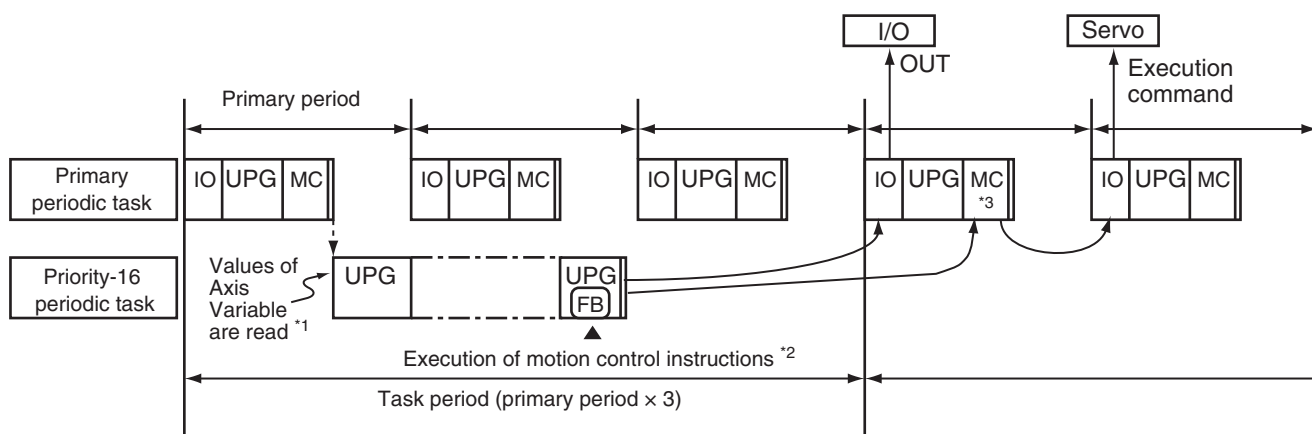 I/O
Servo
OUT
Execution
command
Primary period
Primary
periodic task
IO UPG MC
IO UPG MC
IO UPG MC
IO UPG MC
*3
IO UPG MC
Priority-16
periodic task
Values of
Axis
Variable
are read *1
UPG
UPG
FB
Execution of motion control instructions *2
Task period (primary period × 3)